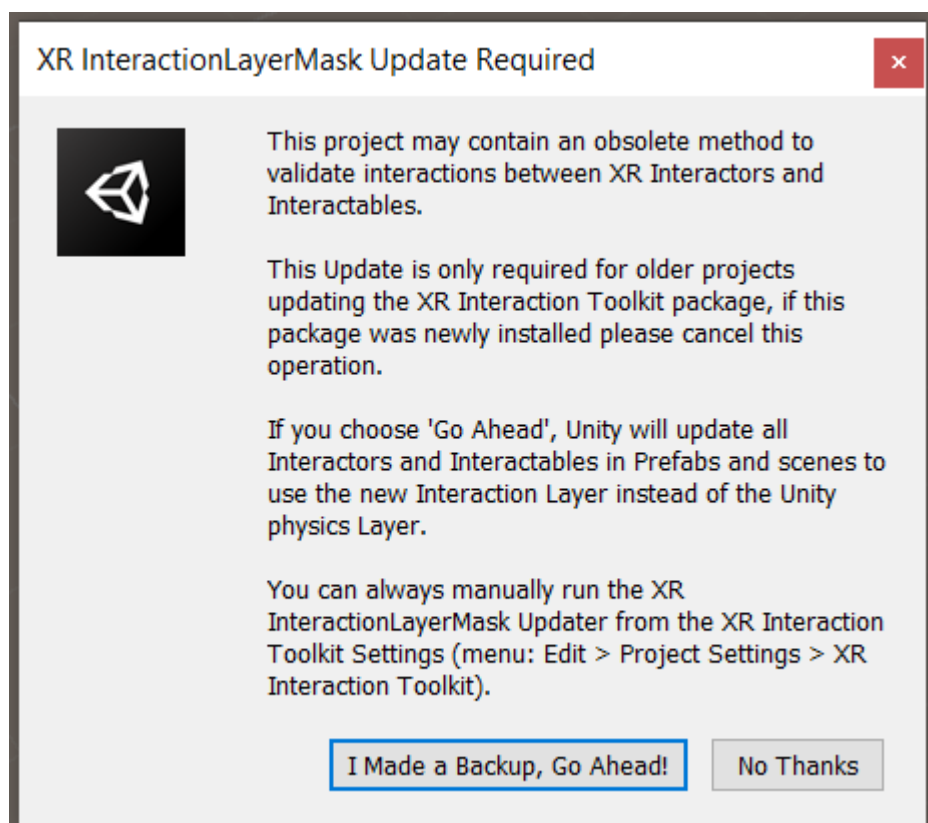 XR InteractionLayerMask Update Required
This project may contain an obsolete method to
validate interactions between XR Interactors and
Interactables.
This Update is only required for older projects
updating the XR Interaction Toolkit package, if this
package was newly installed please cancel this
operation.
If you choose 'Go Ahead', Unity will update all
Interactors and Interactables in Prefabs and scenes to
use the new Interaction Layer instead of the Unity
physics Layer.
You can always manually run the XR
InteractionLayerMask Updater from the XR Interaction
Toolkit Settings (menu: Edit > Project Settings > XR
Interaction Toolkit).
I Made a Backup, Go Ahead!
No Thanks